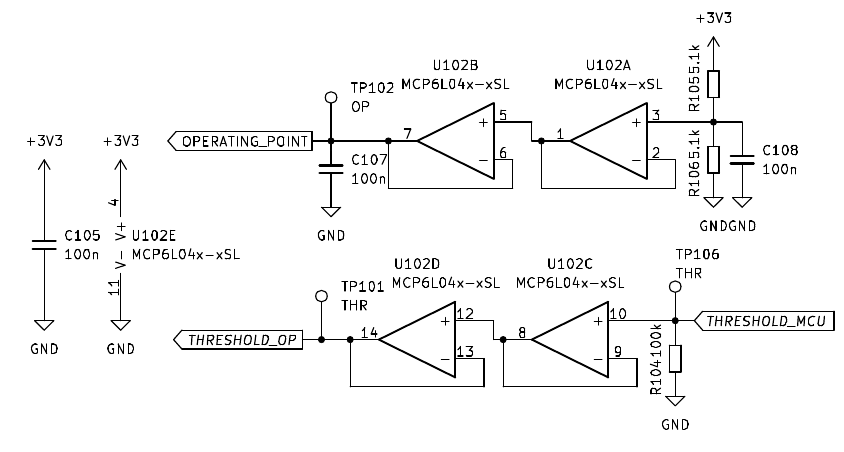 +3V3
U102B
U102A
MCP6L04x-xSL
MCP6L04x-xSL
TP102
OP
R105
5.1k
5
3
+3V3
+3V3
OPERATING_POINT
7
+
-
1
+
-
6
2
C107
100n
R106
5.1k
C108
100n
4
GND
GND
GND
C105
100n
V+
V-
U102E
MCP6L04x-xSL
11
TP106
THR
U102D
U102C
TP101
THR
MCP6L04x-xSL
MCP6L04x-xSL
12
10
THRESHOLD_MCU
THRESHOLD_OP
14
+
-
8
+
-
13
9
R104
100k
GND
GND
GND